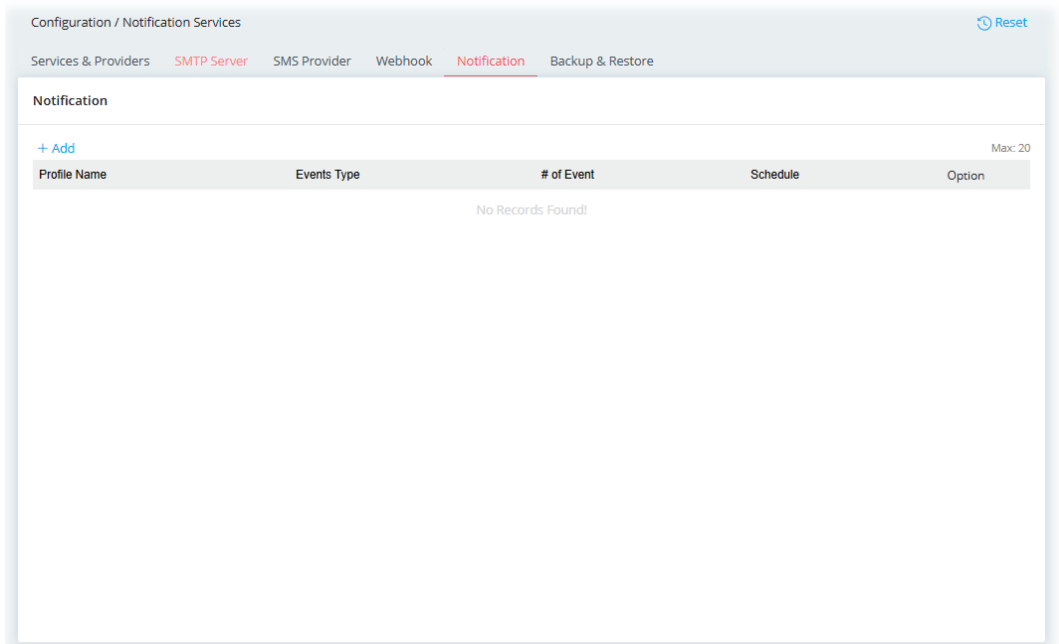 Configuration / Notification Services Reset
Services & Providers SMTP Server SMS Provider Webhook Notification Backup & Restore
Notification
+ Add Max: 20
Profile Name Events Type # of Event Schedule Option
No Records Found!